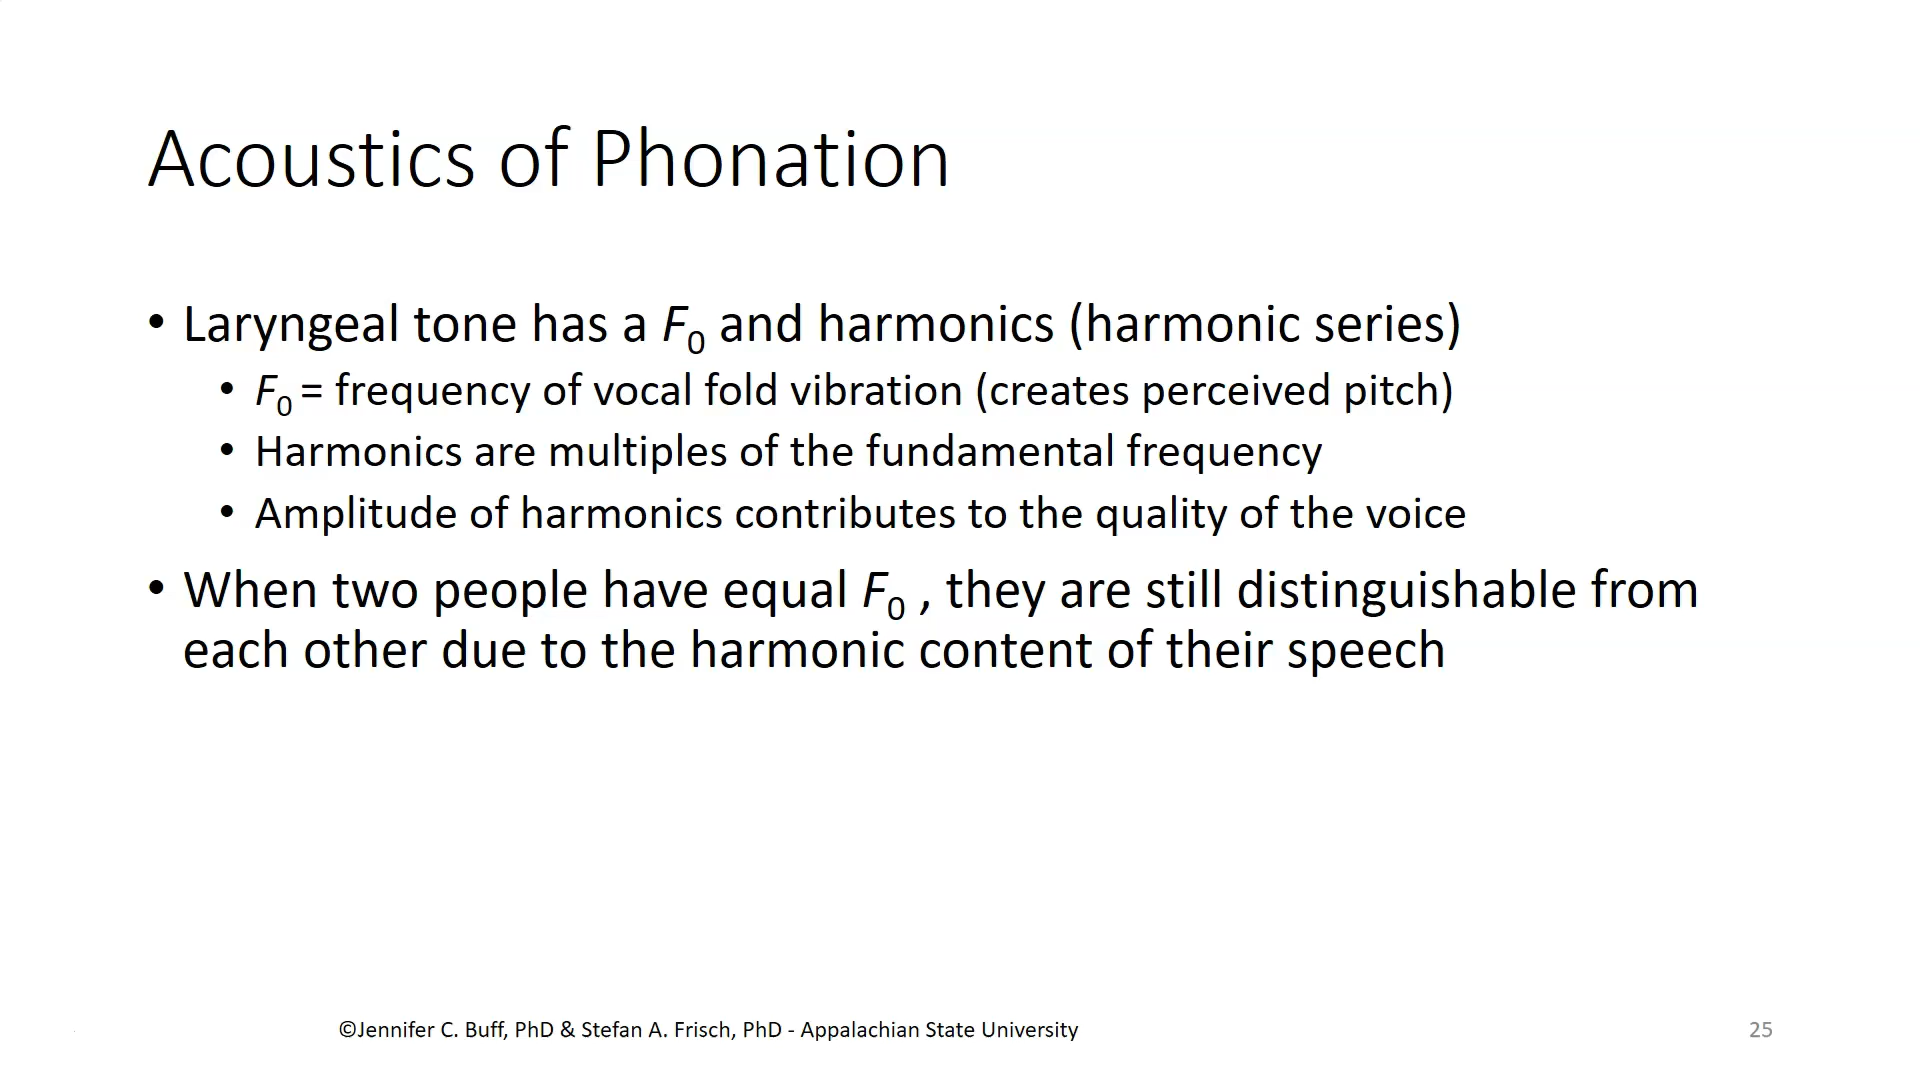 Acoustics of Phonation
• Laryngeal tone has a F0 and harmonics (harmonic series)
• F0 = frequency of vocal fold vibration (creates perceived pitch)
• Harmonics are multiples of the fundamental frequency
• Amplitude of harmonics contributes to the quality of the voice
• When two people have equal F0 , they are still distinguishable from
each other due to the harmonic content of their speech
©Jennifer C. Buff, PhD & Stefan A. Frisch, PhD - Appalachian State University
25